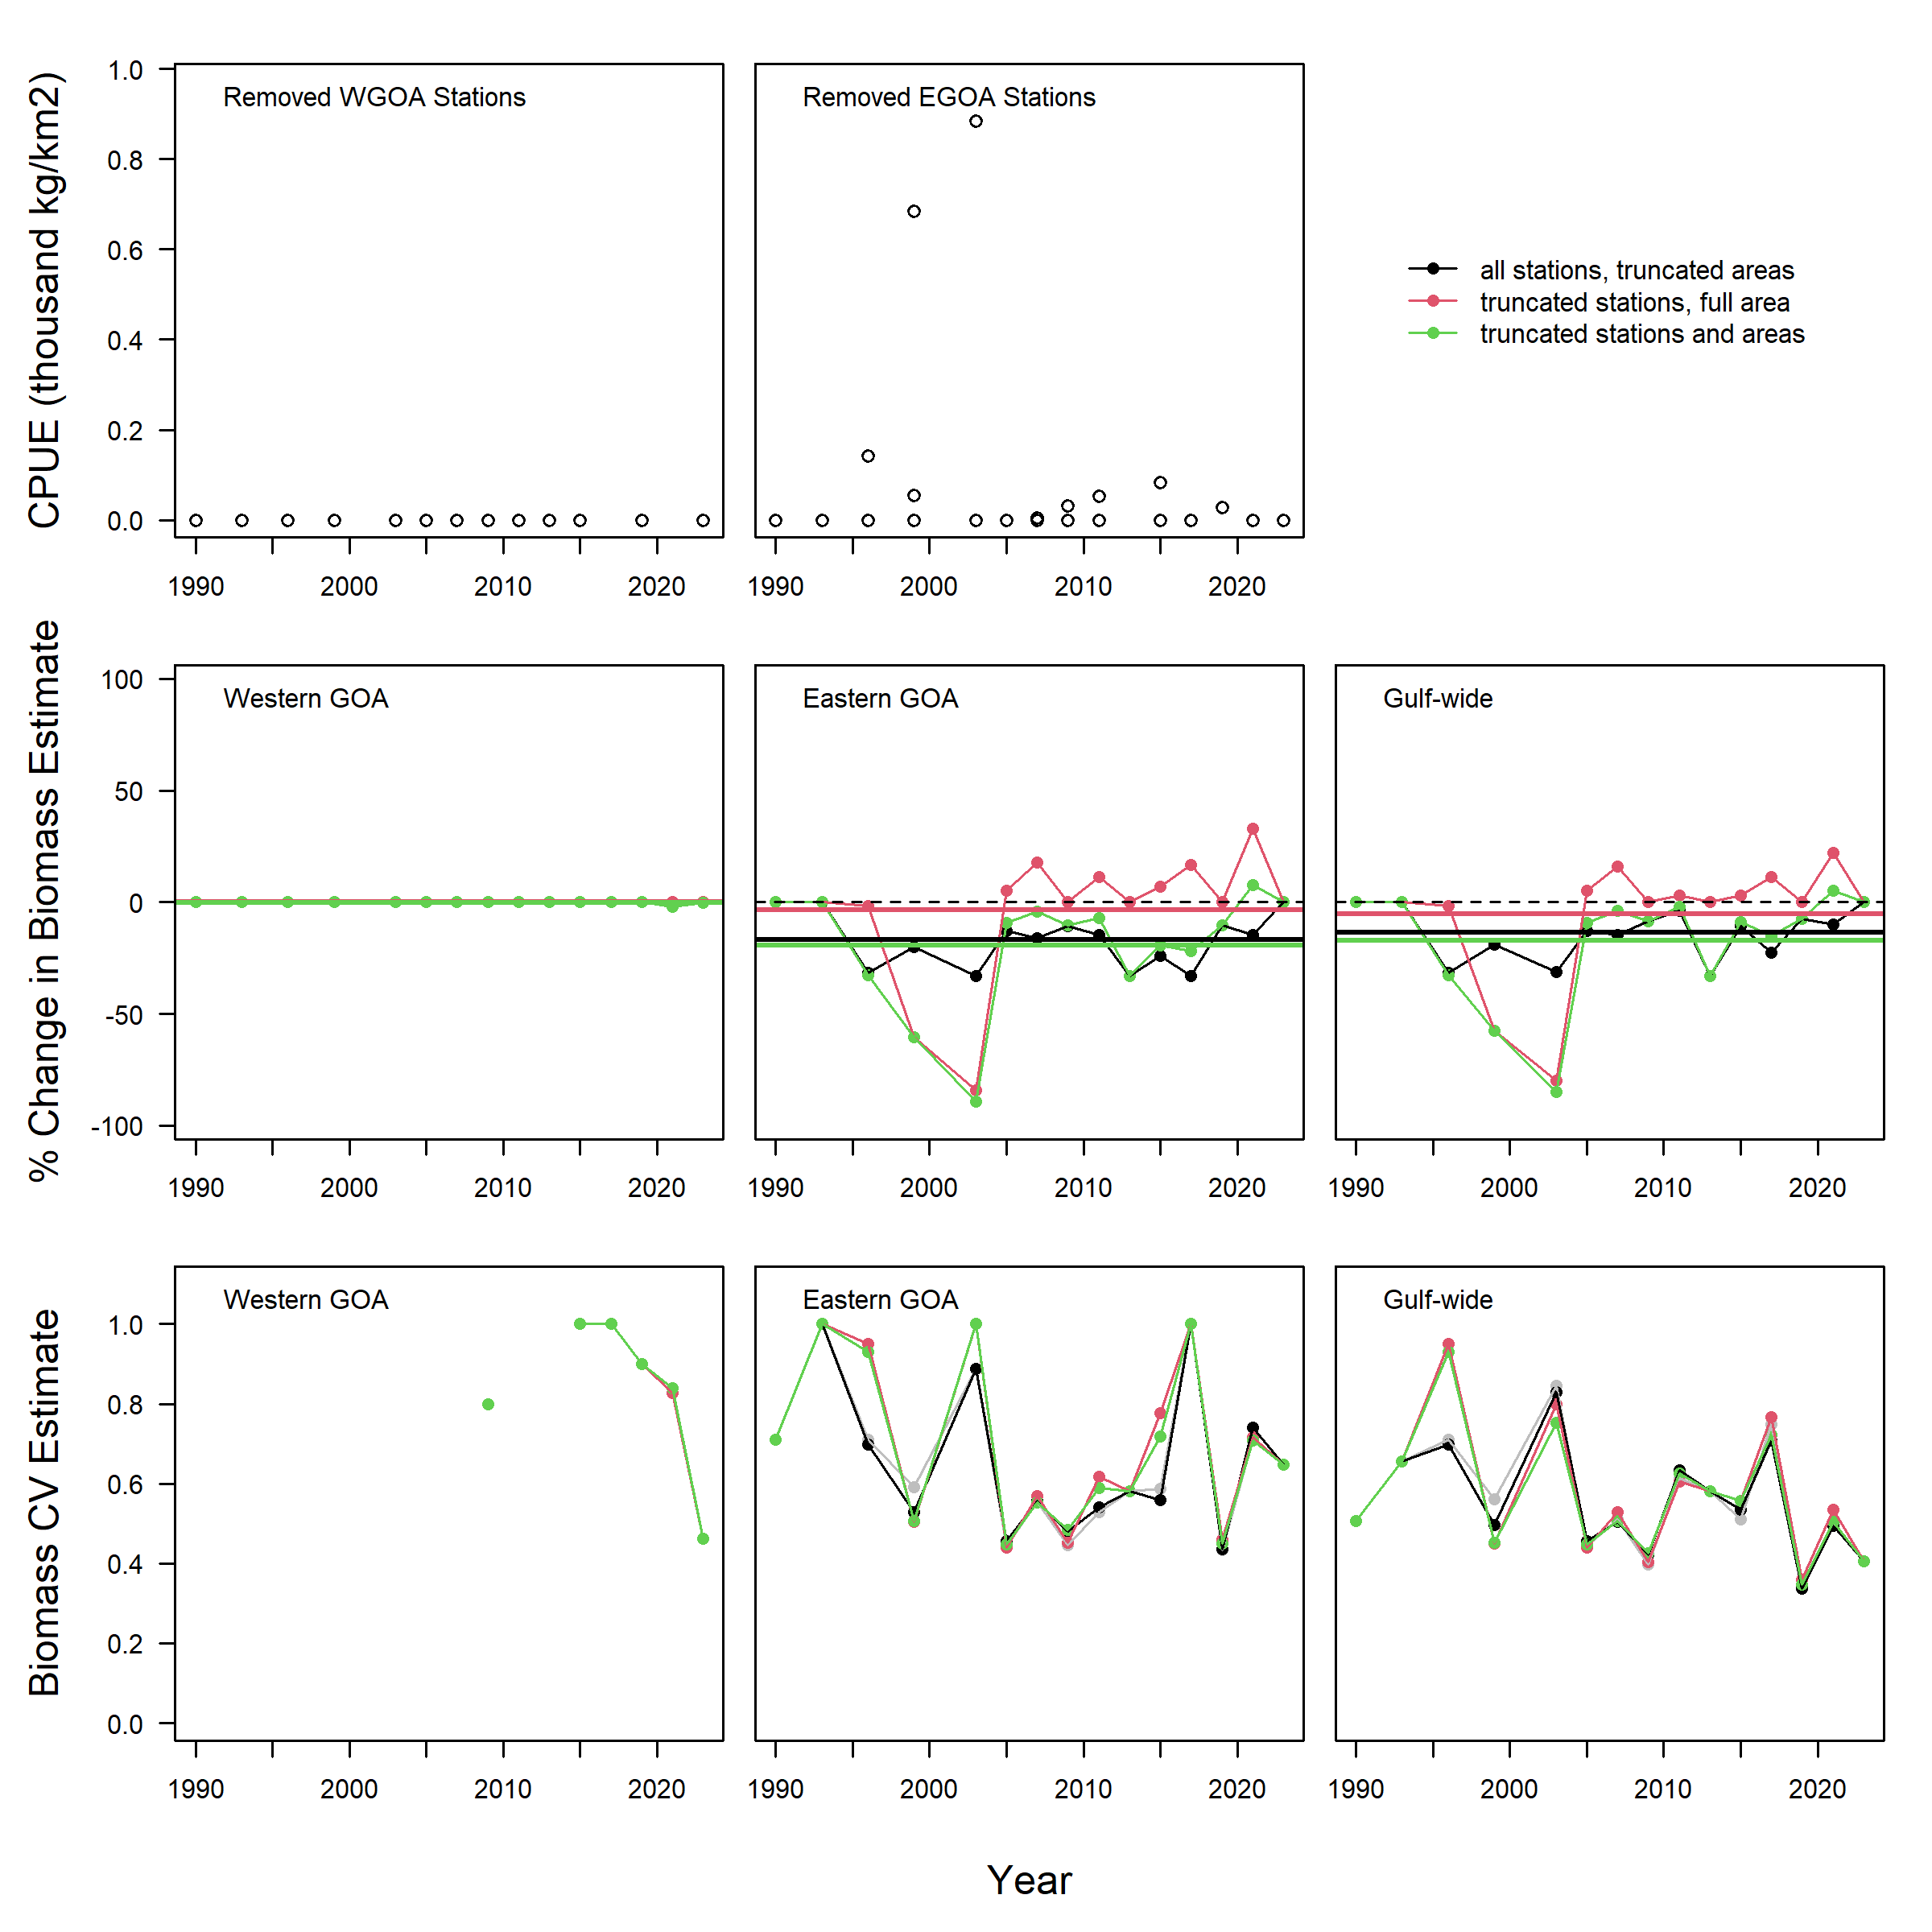 CPUE (thousand kg/km2)
1.0
0.8
0.6
0.4
0.2
0.0
Removed WGOA Stations
1990 2000 2010 2020
Removed EGOA Stations
1990 2000 2010 2020
all stations, truncated areas
truncated stations, full area
truncated stations and areas
% Change in Biomass Estimate
100
50
0
-50
-100
Western GOA
1990 2000 2010 2020
Eastern GOA
1990 2000 2010 2020
Gulf-wide
1990 2000 2010 2020
Biomass CV Estimate
1.0
0.8
0.6
0.4
0.2
0.0
Western GOA
1990 2000 2010 2020
Eastern GOA
1990 2000 2010 2020
Gulf-wide
1990 2000 2010 2020
Year